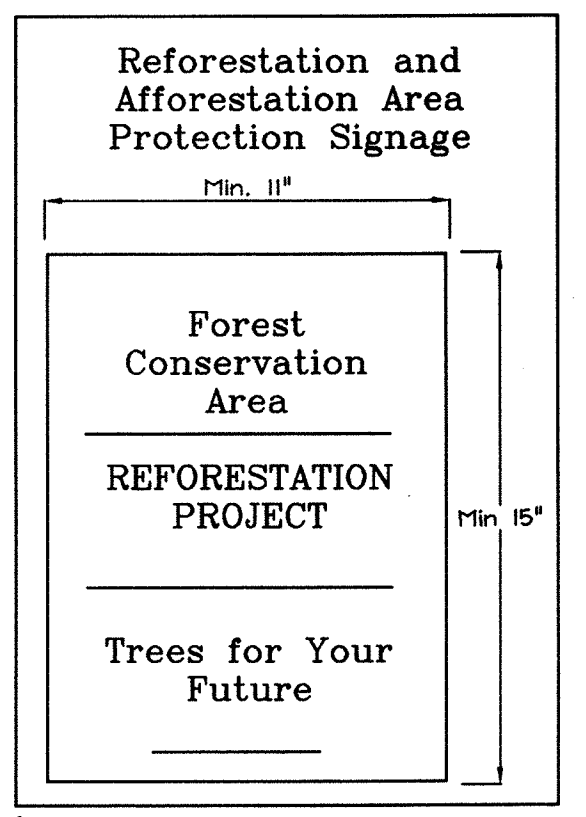 Reforestation and
Afforestation Area
Protection Signage
Min. 11"
Forest
Conservation
Area
REFORESTATION
PROJECT
Min 15"
Trees for Your
Future